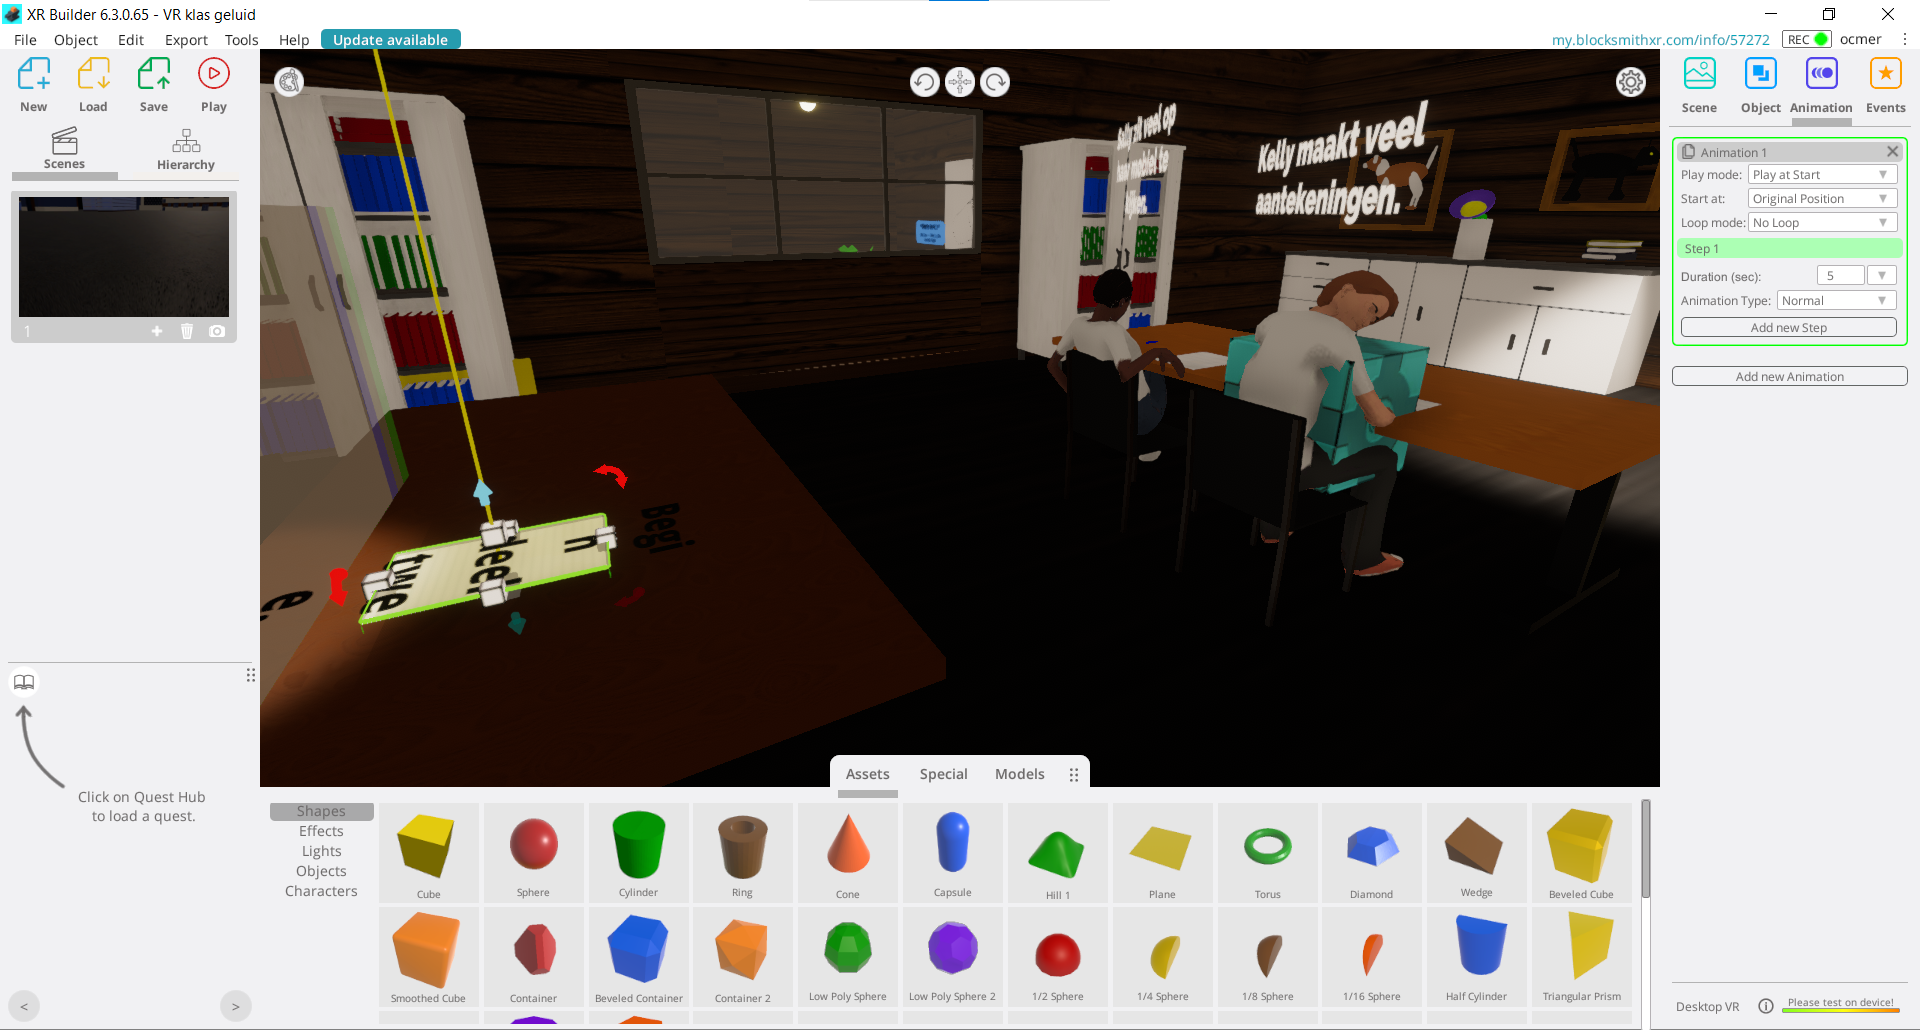 XR Builder 6.3.0.65 - VR klas geluid
File Object Edit Export Tools Help Update available
my.blocksmithxr.com/info/57272 REC ocmer
New Load Save Play
Scenes Hierarchy
1
Click on Quest Hub
to load a quest.
< >
Kelly maakt veel
aantekeningen.
Begi
n
deel
twee
e.
Scene Object Animation Events
Animation 1
Play mode: Play at Start
Start at: Original Position
Loop mode: No Loop
Step 1
Duration (sec): 5
Animation Type: Normal
Add new Step
Add new Animation
Assets Special Models
Shapes
Effects
Lights
Objects
Characters
Cube Sphere Cylinder Ring Cone Capsule Hill 1 Plane Torus Diamond Wedge Beveled Cube
Smoothed Cube Container Beveled Container Container 2 Low Poly Sphere Low Poly Sphere 2 1/2 Sphere 1/4 Sphere 1/8 Sphere 1/16 Sphere Half Cylinder Triangular Prism
Desktop VR Please test on device!